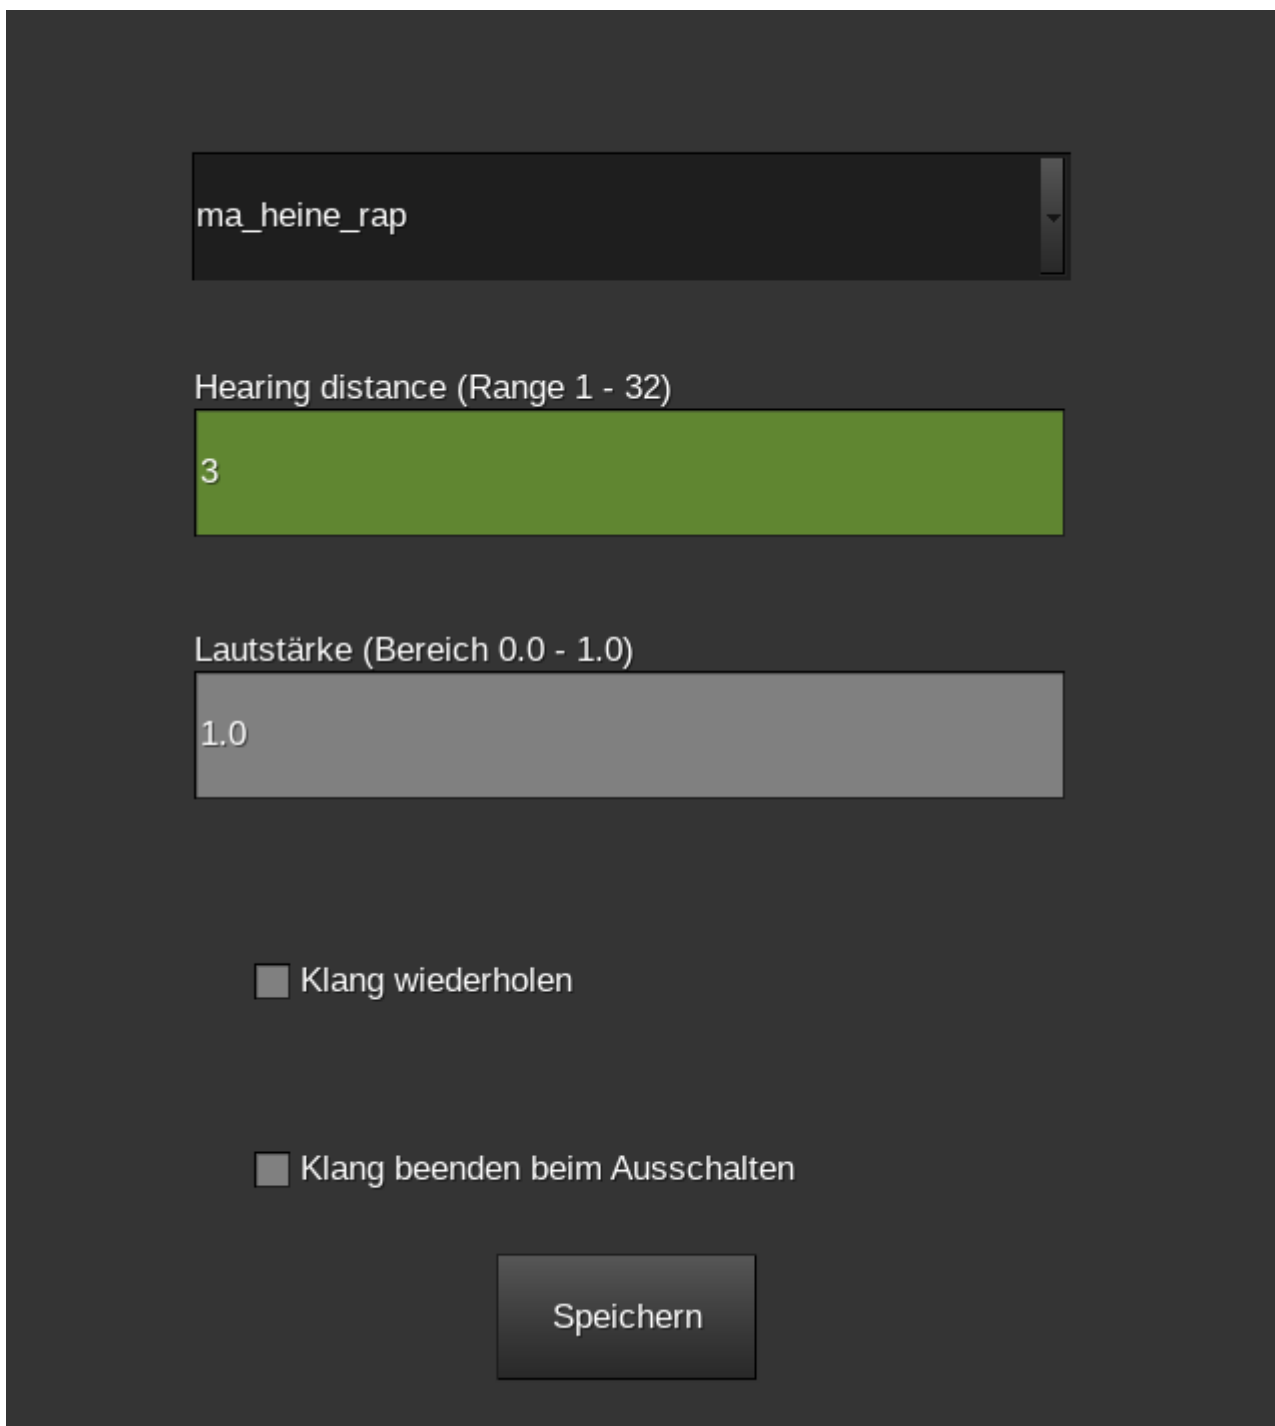 ma_heine_rap
Hearing distance (Range 1 - 32)
3
Lautstärke (Bereich 0.0 - 1.0)
1.0
Klang wiederholen
Klang beenden beim Ausschalten
Speichern